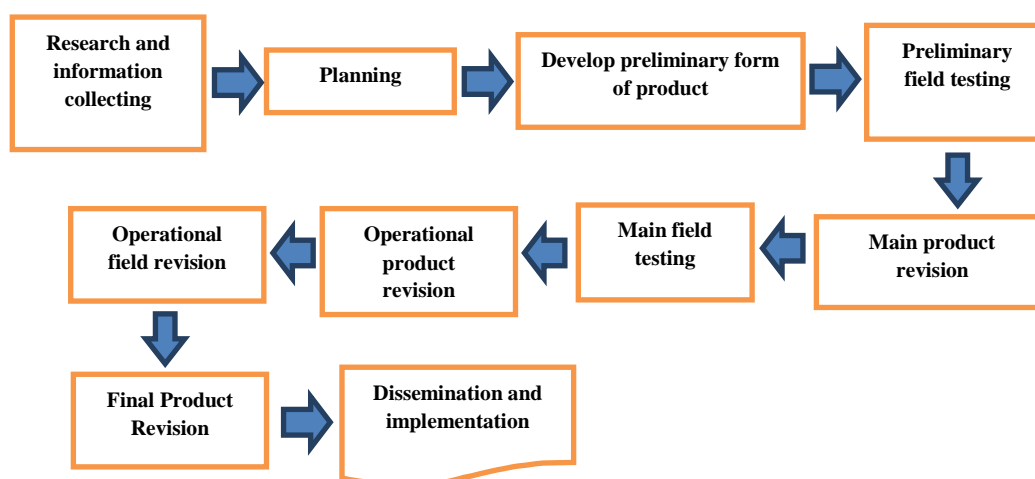 Research and
information
collecting
Planning
Develop preliminary form
of product
Preliminary
field testing
Main product
revision
Main field
testing
Operational
product
revision
Operational
field revision
Final Product
Revision
Dissemination and
implementation